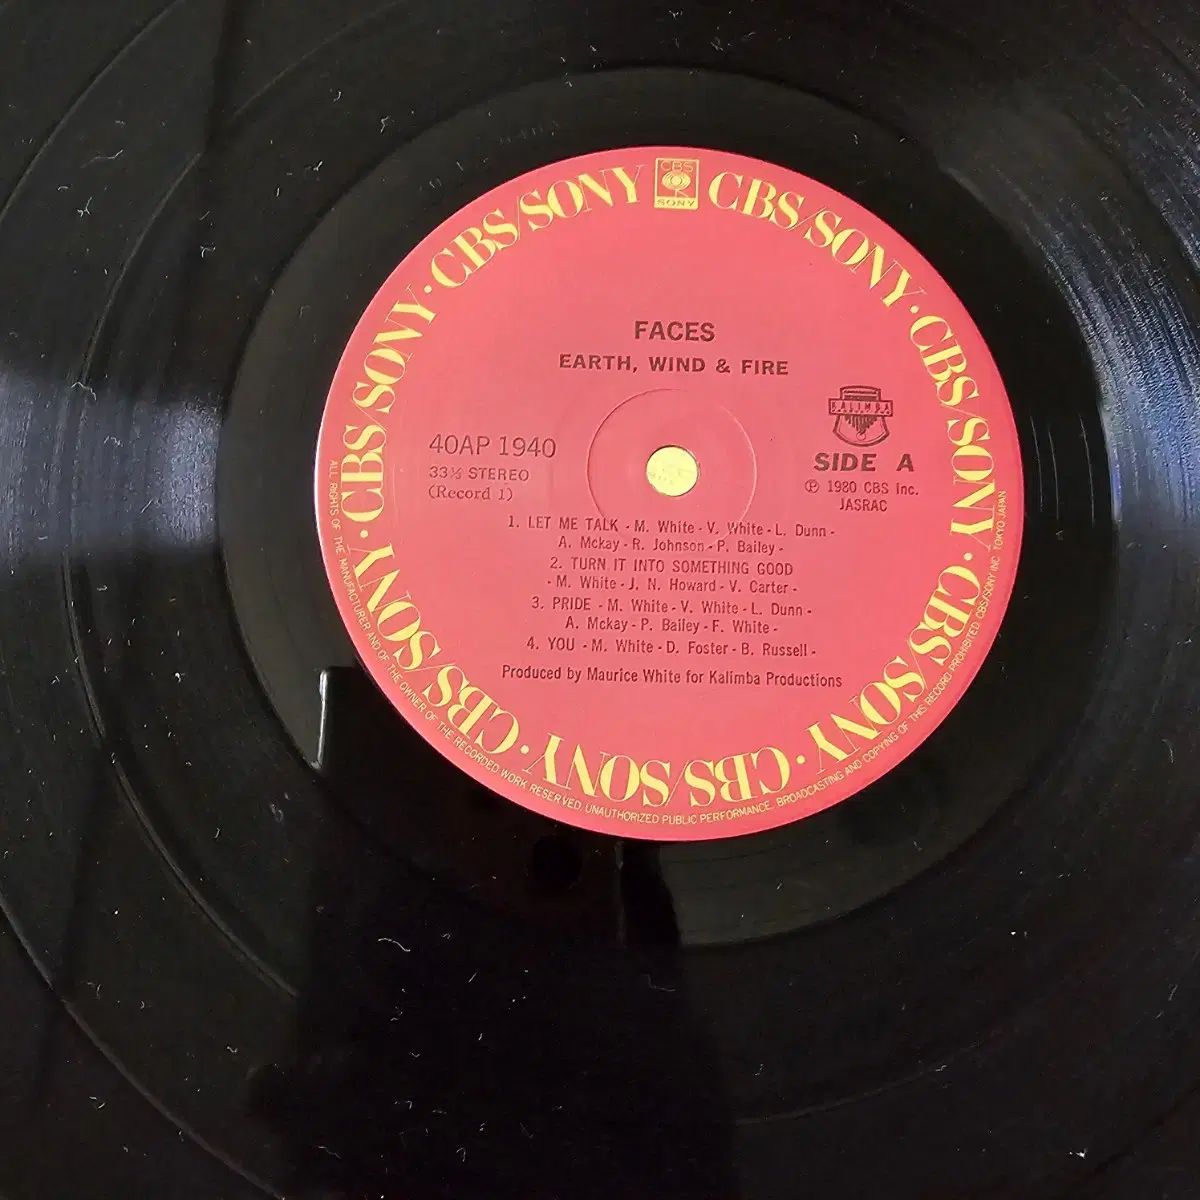 CBS/SONY · CBS/SONY · CBS/SONY · CBS/SONY · CBS/SONY · CBS/SONY · CBS/SONY · CBS/SONY · CBS/SONY
CBS
SONY
FACES
EARTH, WIND & FIRE
KALIMBA
40AP 1940
SIDE A
33⅓ STEREO
℗ 1980 CBS Inc.
(Record 1)
JASRAC
1. LET ME TALK - M. White - V. White - L. Dunn -
A. Mckay - R. Johnson - P. Bailey -
2. TURN IT INTO SOMETHING GOOD
- M. White - J. N. Howard - V. Carter -
3. PRIDE - M. White - V. White - L. Dunn -
A. Mckay - P. Bailey - F. White -
4. YOU - M. White - D. Foster - B. Russell -
Produced by Maurice White for Kalimba Productions
ALL RIGHTS OF THE MANUFACTURER AND OF THE OWNER OF THE RECORDED WORK RESERVED. UNAUTHORIZED PUBLIC PERFORMANCE, BROADCASTING AND COPYING OF THIS RECORD PROHIBITED. CBS/SONY INC. TOKYO JAPAN